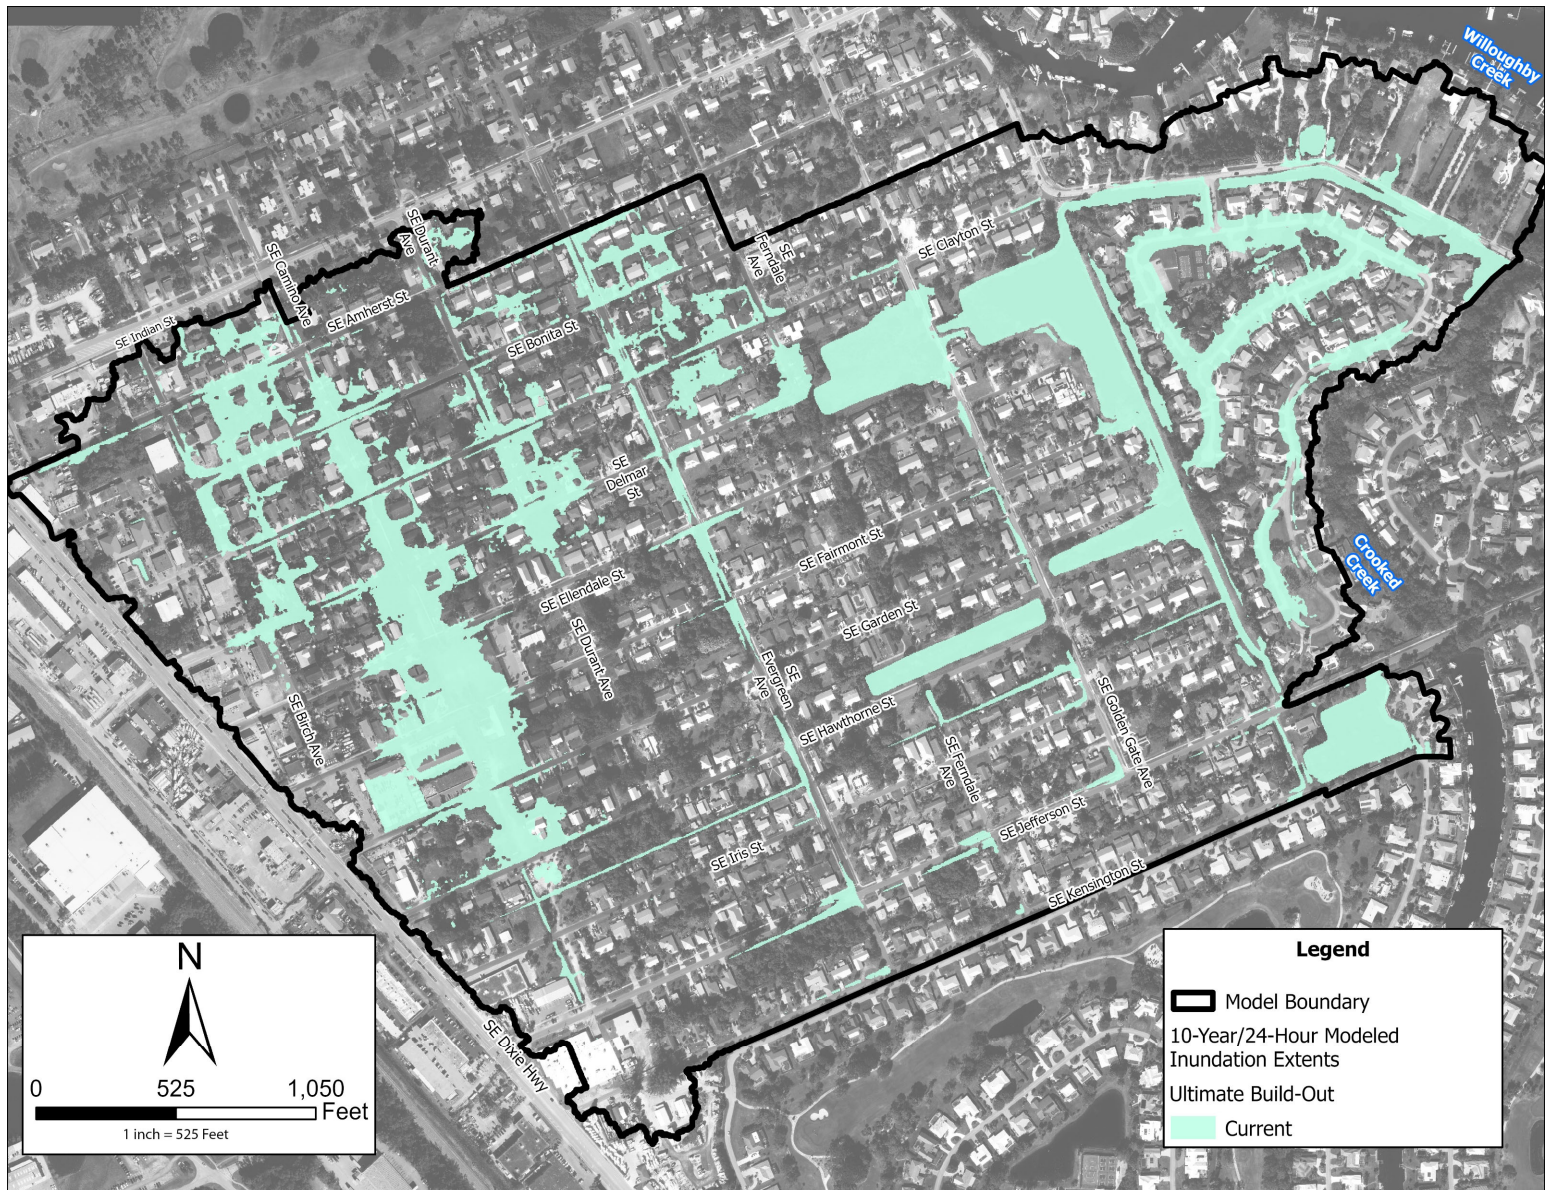 Willoughby
Creek
SE Durant
Ave
SE Camino Ave
SE
Ferndale
Ave
SE Clayton St
SE Amherst St
SE Indian St
SE Bonita St
SE
Delmar
St
SE Fairmont St
Crooked
Creek
SE Ellendale St
SE Garden St
SE Durant Ave
SE
Evergreen
Ave
SE Birch Ave
SE Hawthorne St
SE Golden Gate Ave
SE Ferndale
Ave
SE Jefferson St
SE Iris St
SE Kensington St
SE Dixie Hwy
N
0 525 1,050
Feet
1 inch = 525 Feet
Legend
Model Boundary
10-Year/24-Hour Modeled
Inundation Extents
Ultimate Build-Out
Current